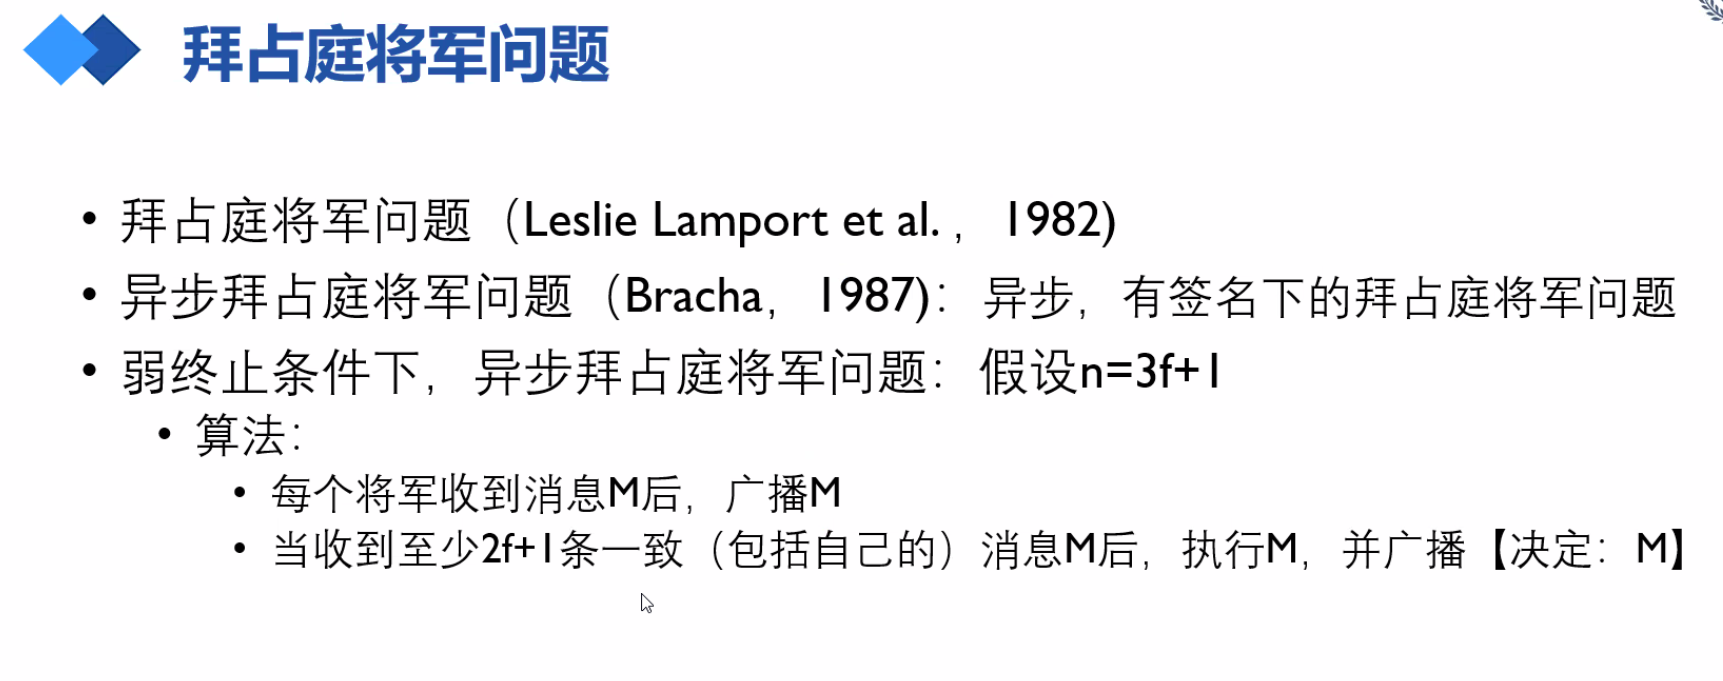 拜占庭将军问题
• 拜占庭将军问题（Leslie Lamport et al. ， 1982)
• 异步拜占庭将军问题（Bracha， 1987)：异步，有签名下的拜占庭将军问题
• 弱终止条件下，异步拜占庭将军问题：假设n=3f+1
• 算法：
• 每个将军收到消息M后，广播M
• 当收到至少2f+1条一致（包括自己的）消息M后，执行M，并广播【决定：M】